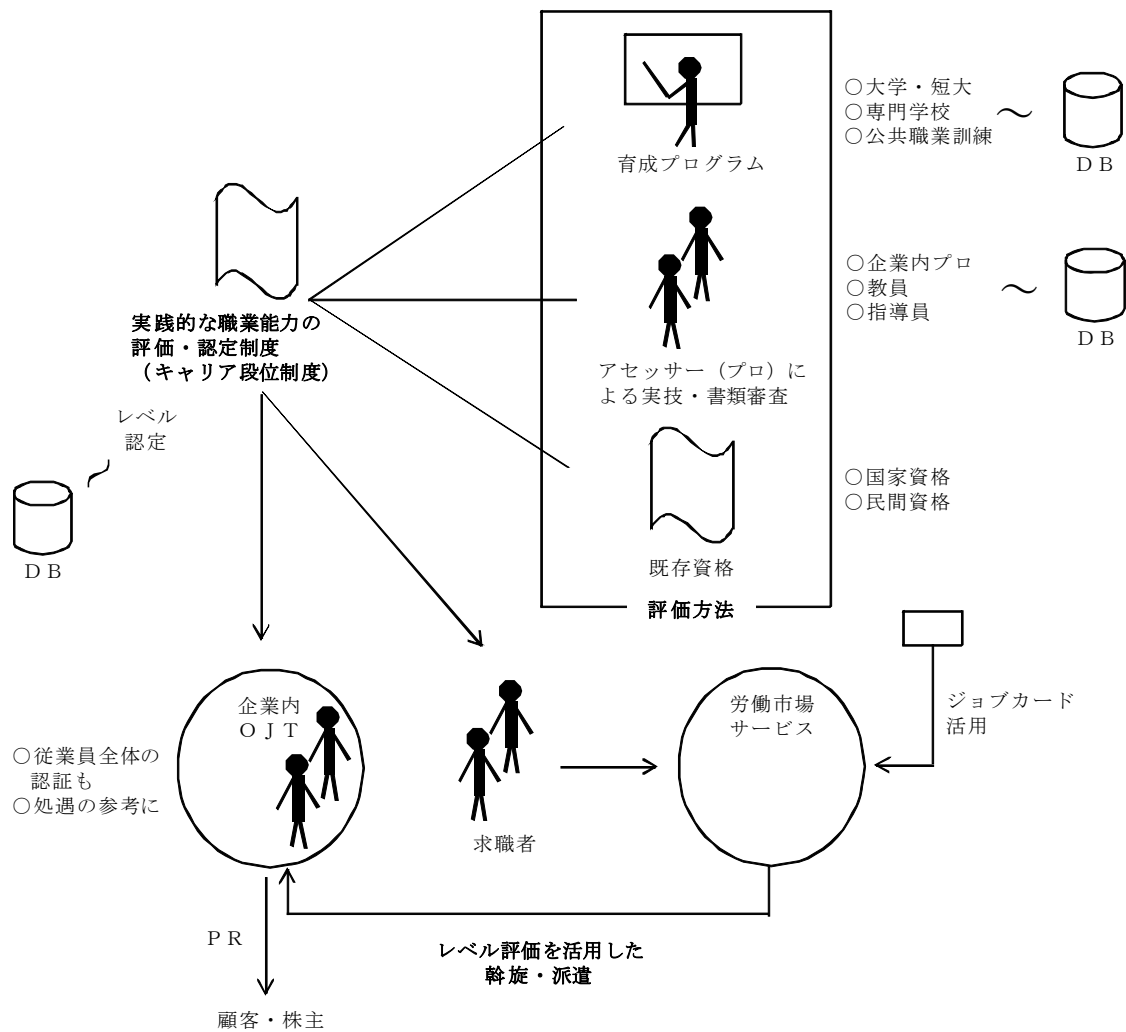 ○大学・短大
○専門学校
○公共職業訓練
ＤＢ
育成プログラム
○企業内プロ
○教員
○指導員
ＤＢ
実践的な職業能力の
評価・認定制度
（キャリア段位制度）
アセッサー（プロ）に
よる実技・書類審査
レベル
認定
ＤＢ
○国家資格
○民間資格
既存資格
評価方法
企業内
ＯＪＴ
○従業員全体の
認証も
○処遇の参考に
求職者
労働市場
サービス
ジョブカード
活用
ＰＲ
レベル評価を活用した
斡旋・派遣
顧客・株主